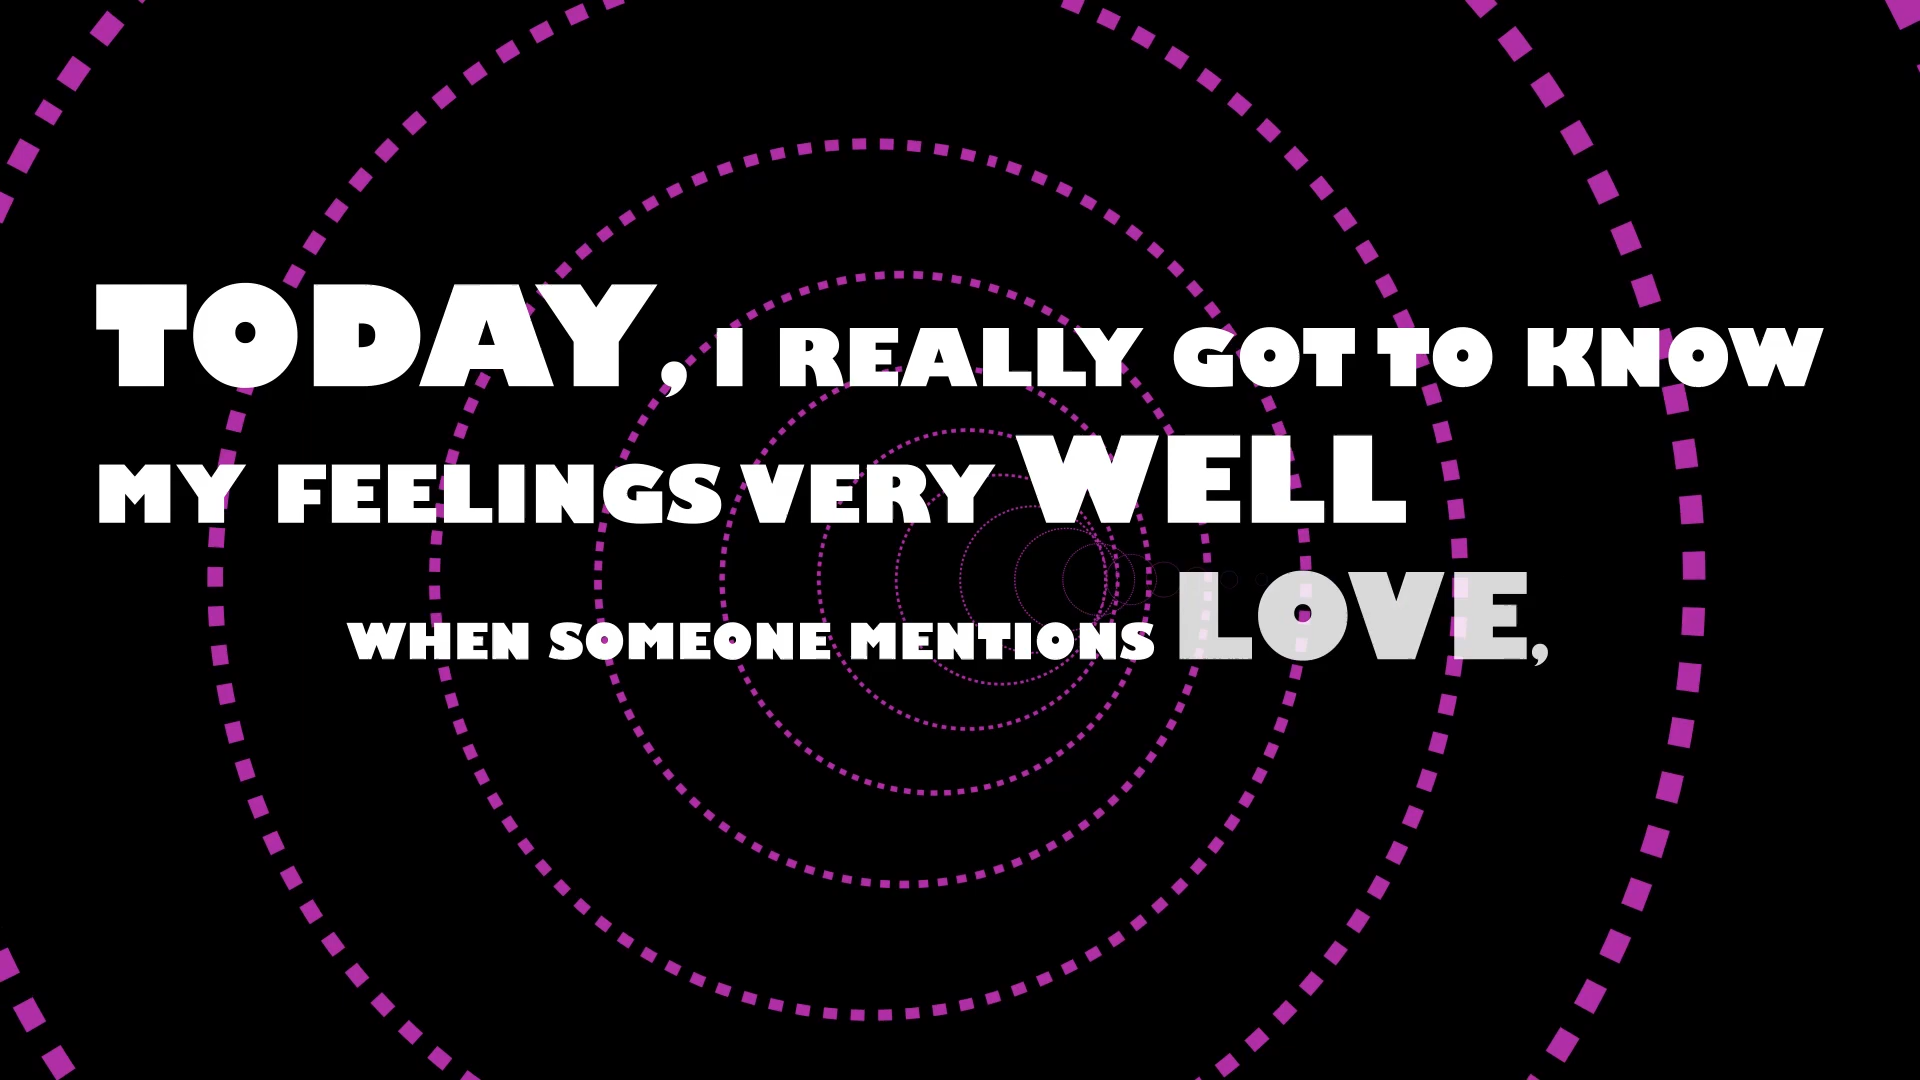 TODAY, I REALLY GOT TO KNOW
MY FEELINGS VERY WELL
WHEN SOMEONE MENTIONS LOVE,